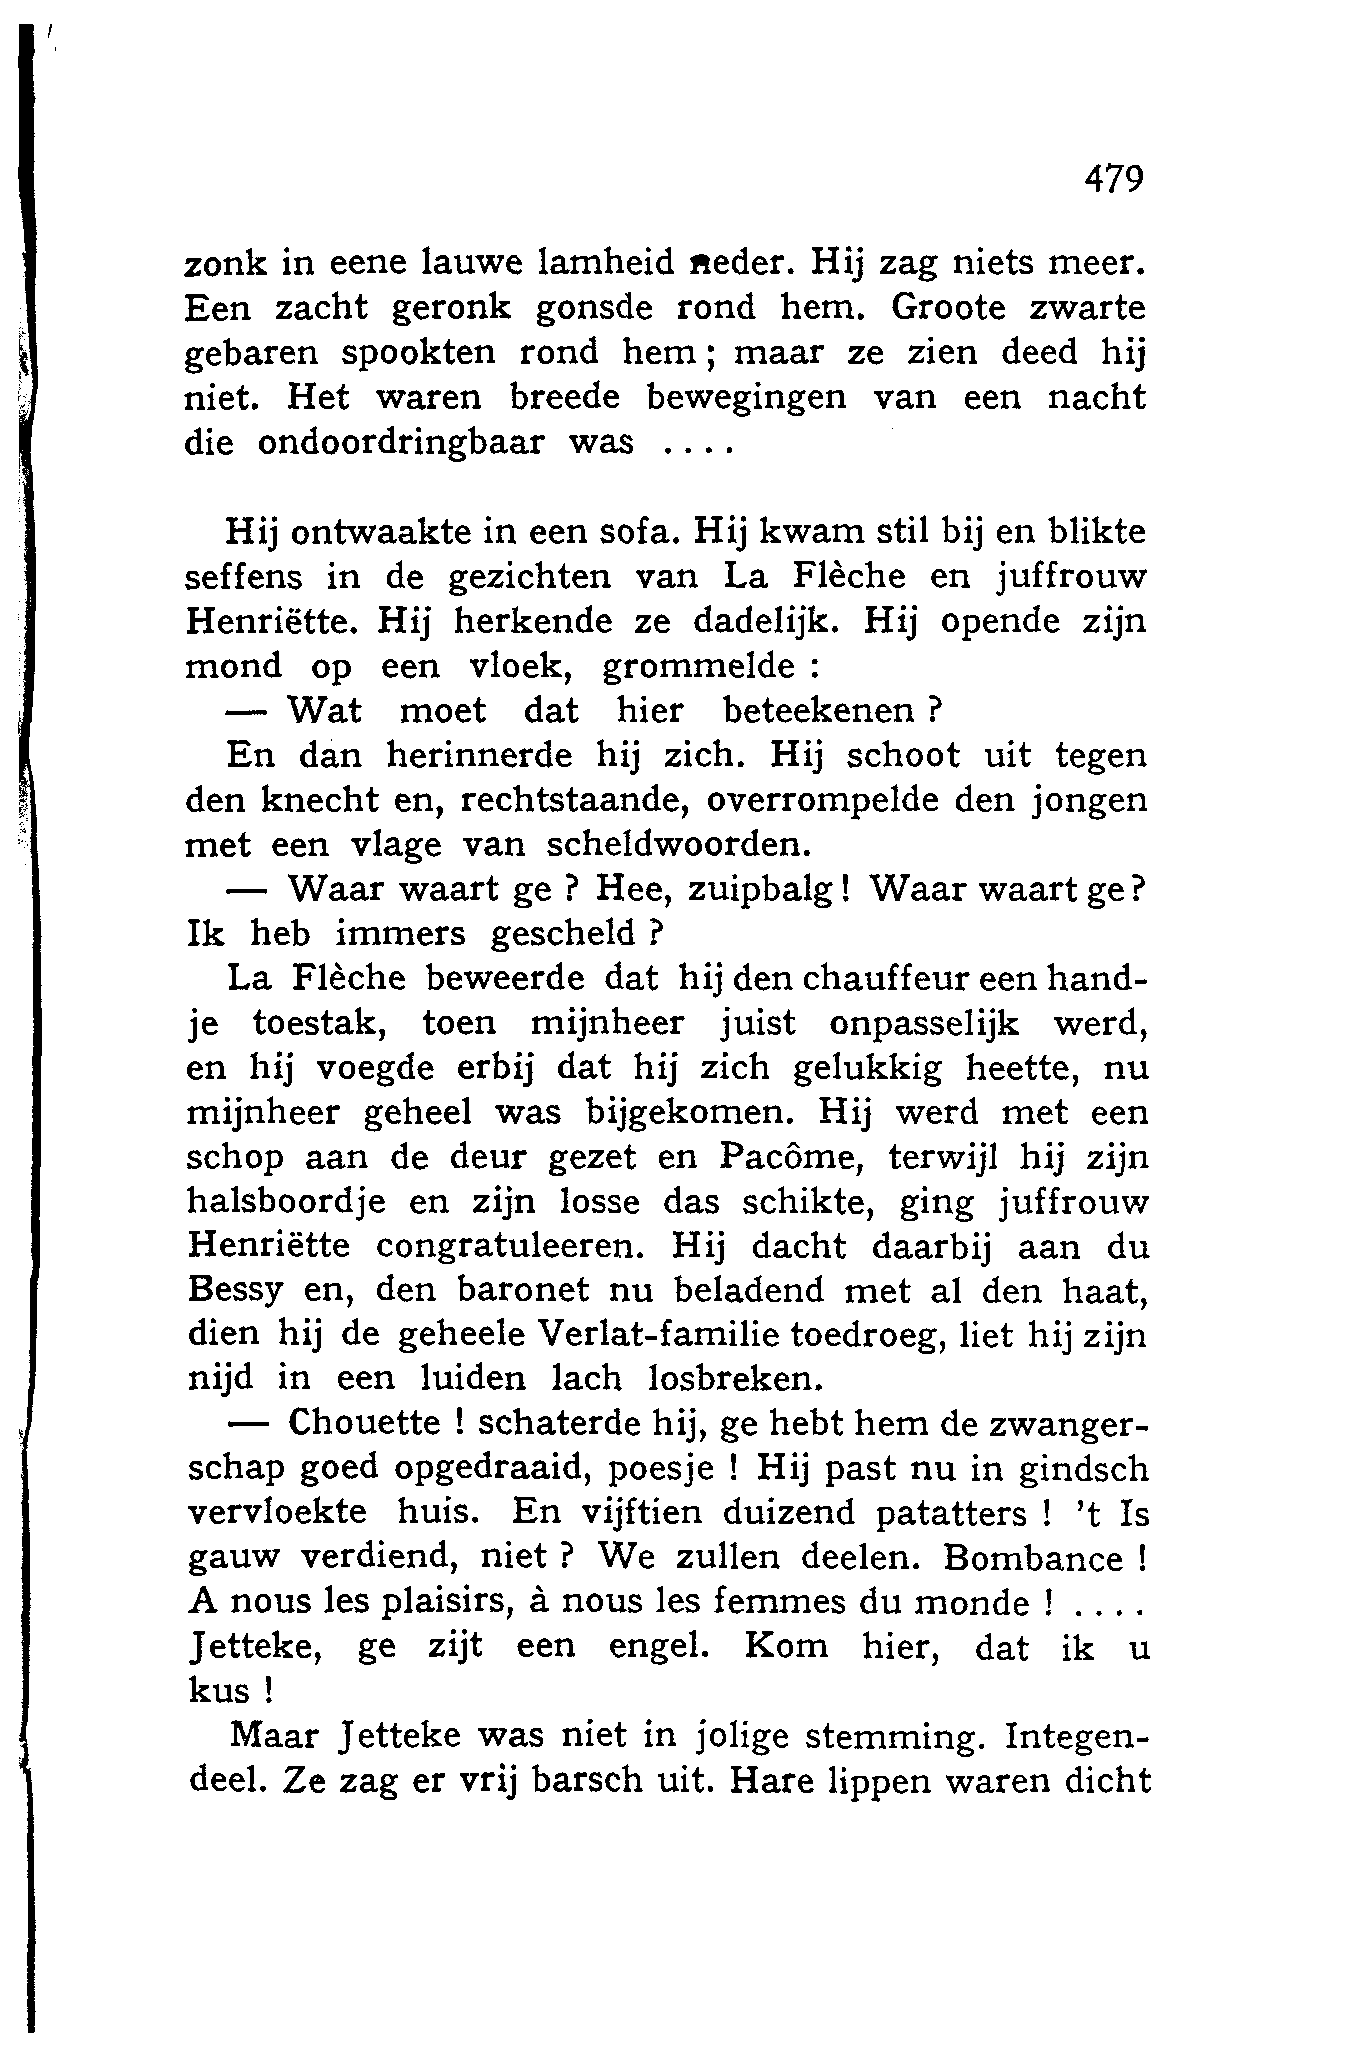 479
zonk in eene lauwe lamheid neder. Hij zag niets meer.
Een zacht geronk gonsde rond hem. Groote zwarte
gebaren spookten rond hem ; maar ze zien deed hij
niet. Het waren breede bewegingen van een nacht
die ondoordringbaar was ....
Hij ontwaakte in een sofa. Hij kwam stil bij en blikte
seffens in de gezichten van La Flèche en juffrouw
Henriëtte. Hij herkende ze dadelijk. Hij opende zijn
mond op een vloek, grommelde :
— Wat moet dat hier beteekenen ?
En dan herinnerde hij zich. Hij schoot uit tegen
den knecht en, rechtstaande, overrompelde den jongen
met een vlage van scheldwoorden.
— Waar waart ge ? Hee, zuipbalg! Waar waart ge?
Ik heb immers gescheld ?
La Flèche beweerde dat hij den chauffeur een hand-
je toestak, toen mijnheer juist onpasselijk werd,
en hij voegde erbij dat hij zich gelukkig heette, nu
mijnheer geheel was bijgekomen. Hij werd met een
schop aan de deur gezet en Pacôme, terwijl hij zijn
halsboordje en zijn losse das schikte, ging juffrouw
Henriëtte congratuleeren. Hij dacht daarbij aan du
Bessy en, den baronet nu beladend met al den haat,
dien hij de geheele Verlat-familie toedroeg, liet hij zijn
nijd in een luiden lach losbreken.
— Chouette ! schaterde hij, ge hebt hem de zwanger-
schap goed opgedraaid, poesje ! Hij past nu in gindsch
vervloekte huis. En vijftien duizend patatters ! 't Is
gauw verdiend, niet ? We zullen deelen. Bombance !
A nous les plaisirs, à nous les femmes du monde ! ....
Jetteke, ge zijt een engel. Kom hier, dat ik u
kus !
Maar Jetteke was niet in jolige stemming. Integen-
deel. Ze zag er vrij barsch uit. Hare lippen waren dicht